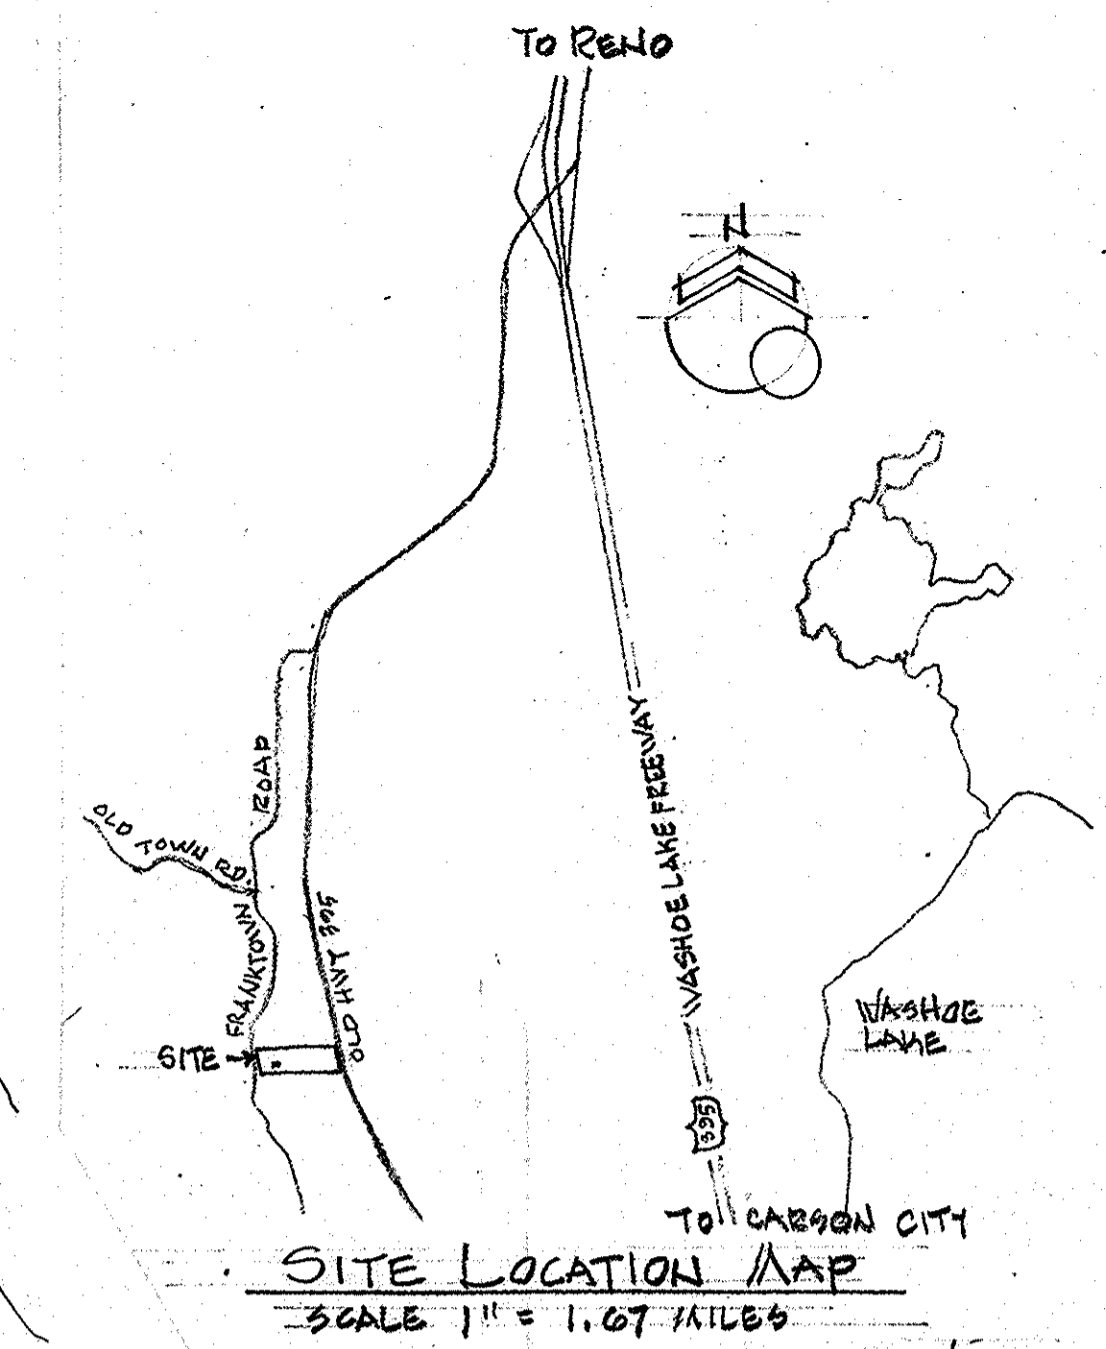 TO RENO
N
ROAD
OLD TOWN RD.
FRANKTOWN
OLD HWY 395
WASHOE LAKE FREEWAY
WASHOE
LAKE
SITE
395
TO CARSON CITY
SITE LOCATION MAP
SCALE 1" = 1.67 MILES